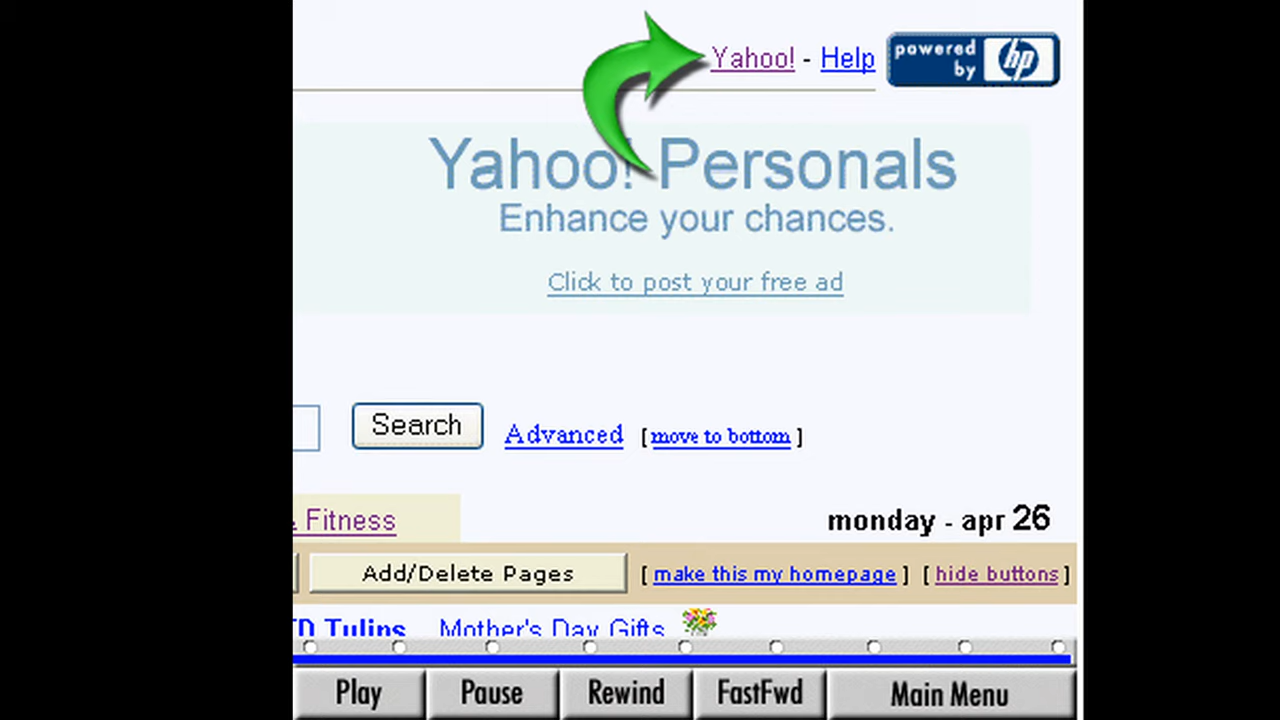 Yahoo! - Help powered by hp
Yahoo! Personals
Enhance your chances.
Click to post your free ad
Search Advanced [ move to bottom ]
& Fitness monday - apr 26
Add/Delete Pages [ make this my homepage ] [ hide buttons ]
TD Tulips Mother's Day Gifts
Play Pause Rewind FastFwd Main Menu